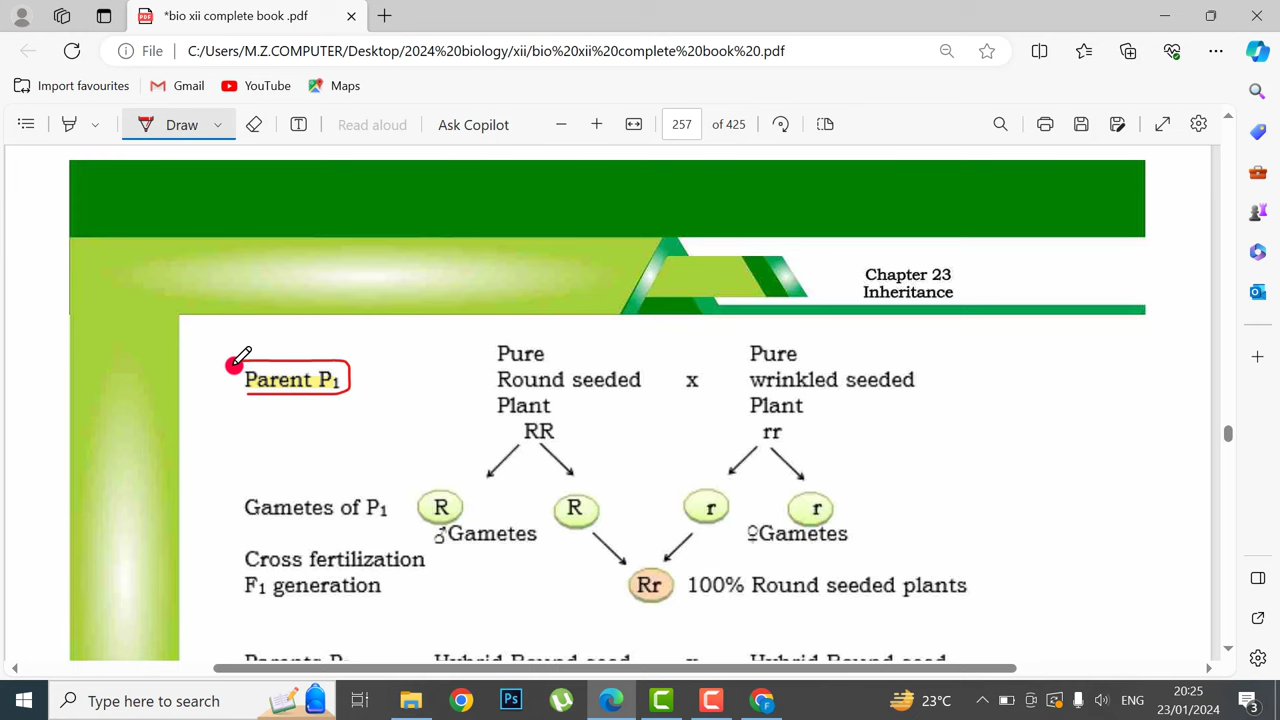 *bio xii complete book .pdf
File C:/Users/M.Z.COMPUTER/Desktop/2024%20biology/xii/bio%20xii%20complete%20book%20.pdf
Import favourites Gmail YouTube Maps
Draw Read aloud Ask Copilot 257 of 425
Chapter 23
Inheritance
Pure Pure
Parent P₁ Round seeded x wrinkled seeded
Plant Plant
RR rr
Gametes of P₁ R R r r
♂Gametes ♀Gametes
Cross fertilization
F₁ generation Rr 100% Round seeded plants
Type here to search 23°C ENG 20:25
23/01/2024 3